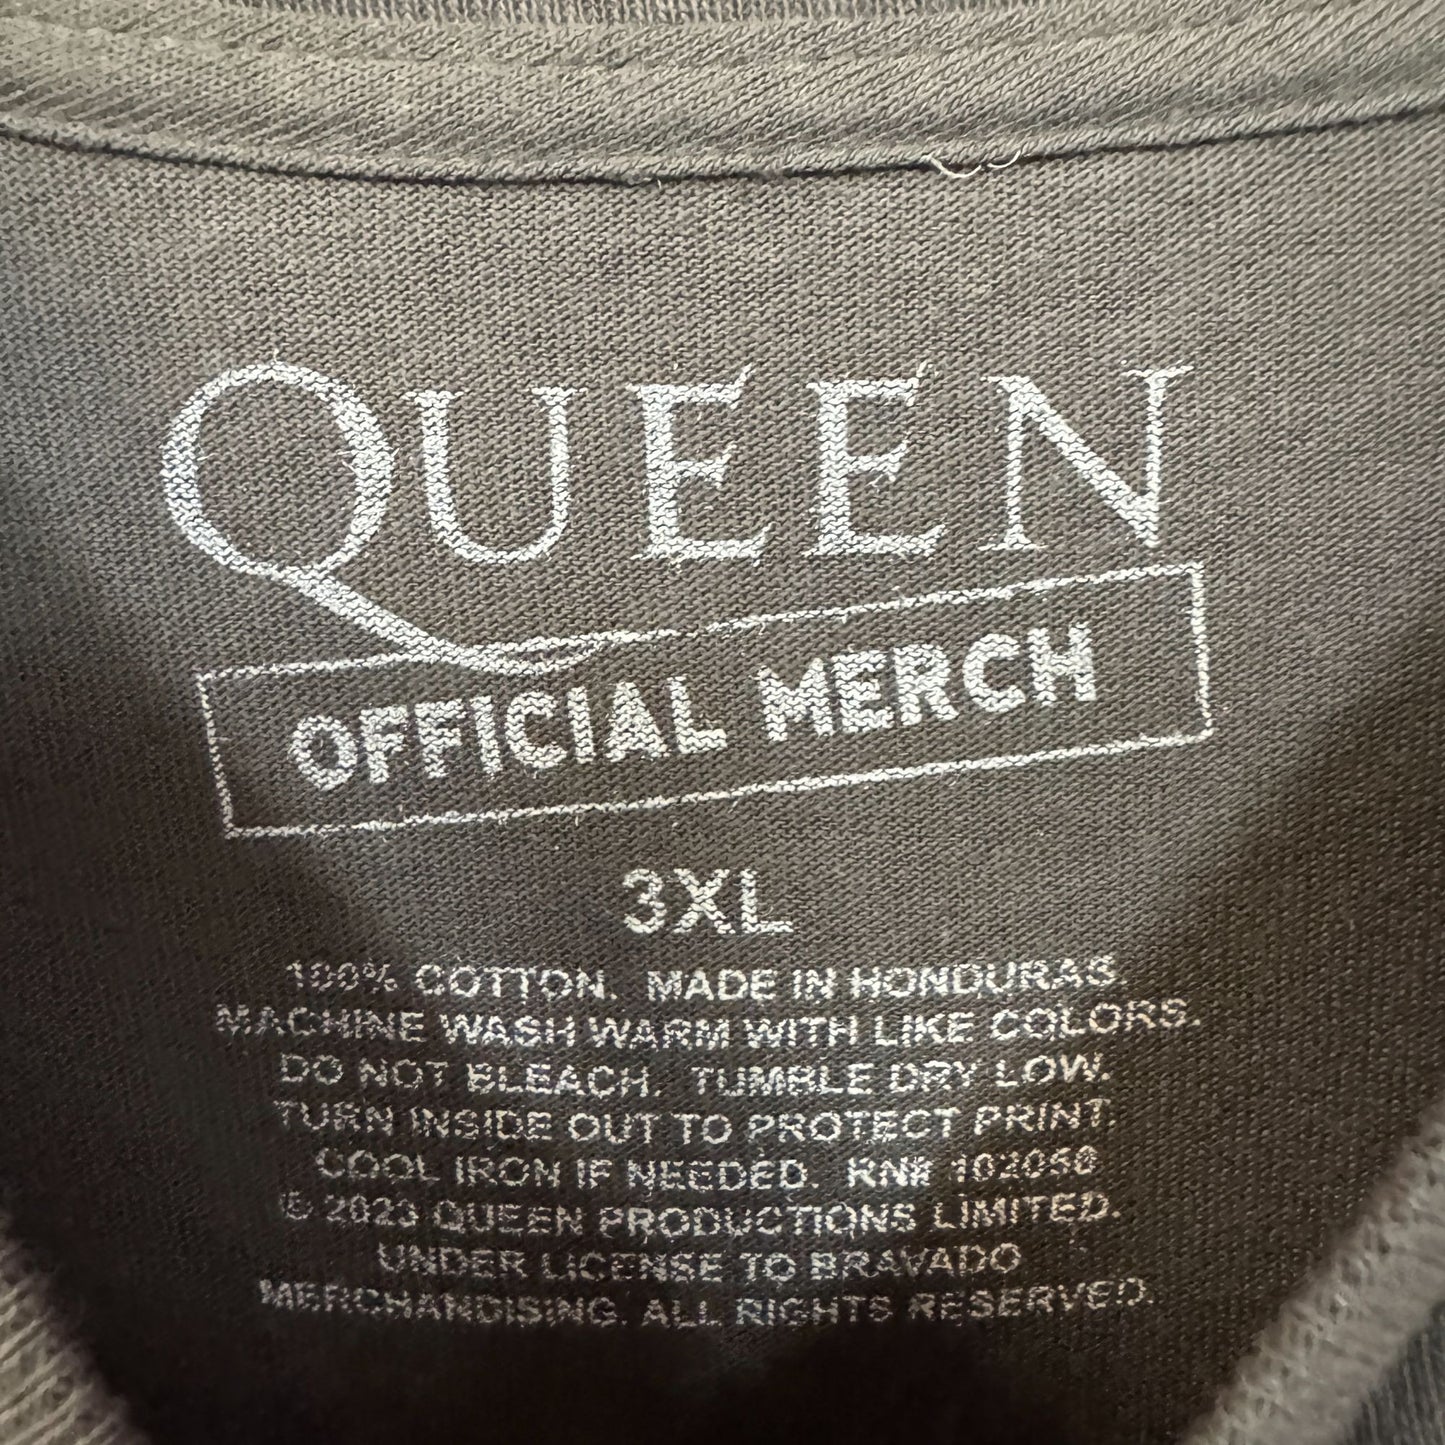 QUEEN
OFFICIAL MERCH
3XL
100% COTTON. MADE IN HONDURAS.
MACHINE WASH WARM WITH LIKE COLORS.
DO NOT BLEACH. TUMBLE DRY LOW.
TURN INSIDE OUT TO PROTECT PRINT.
COOL IRON IF NEEDED. RN# 102050
© 2023 QUEEN PRODUCTIONS LIMITED.
UNDER LICENSE TO BRAVADO
MERCHANDISING. ALL RIGHTS RESERVED.